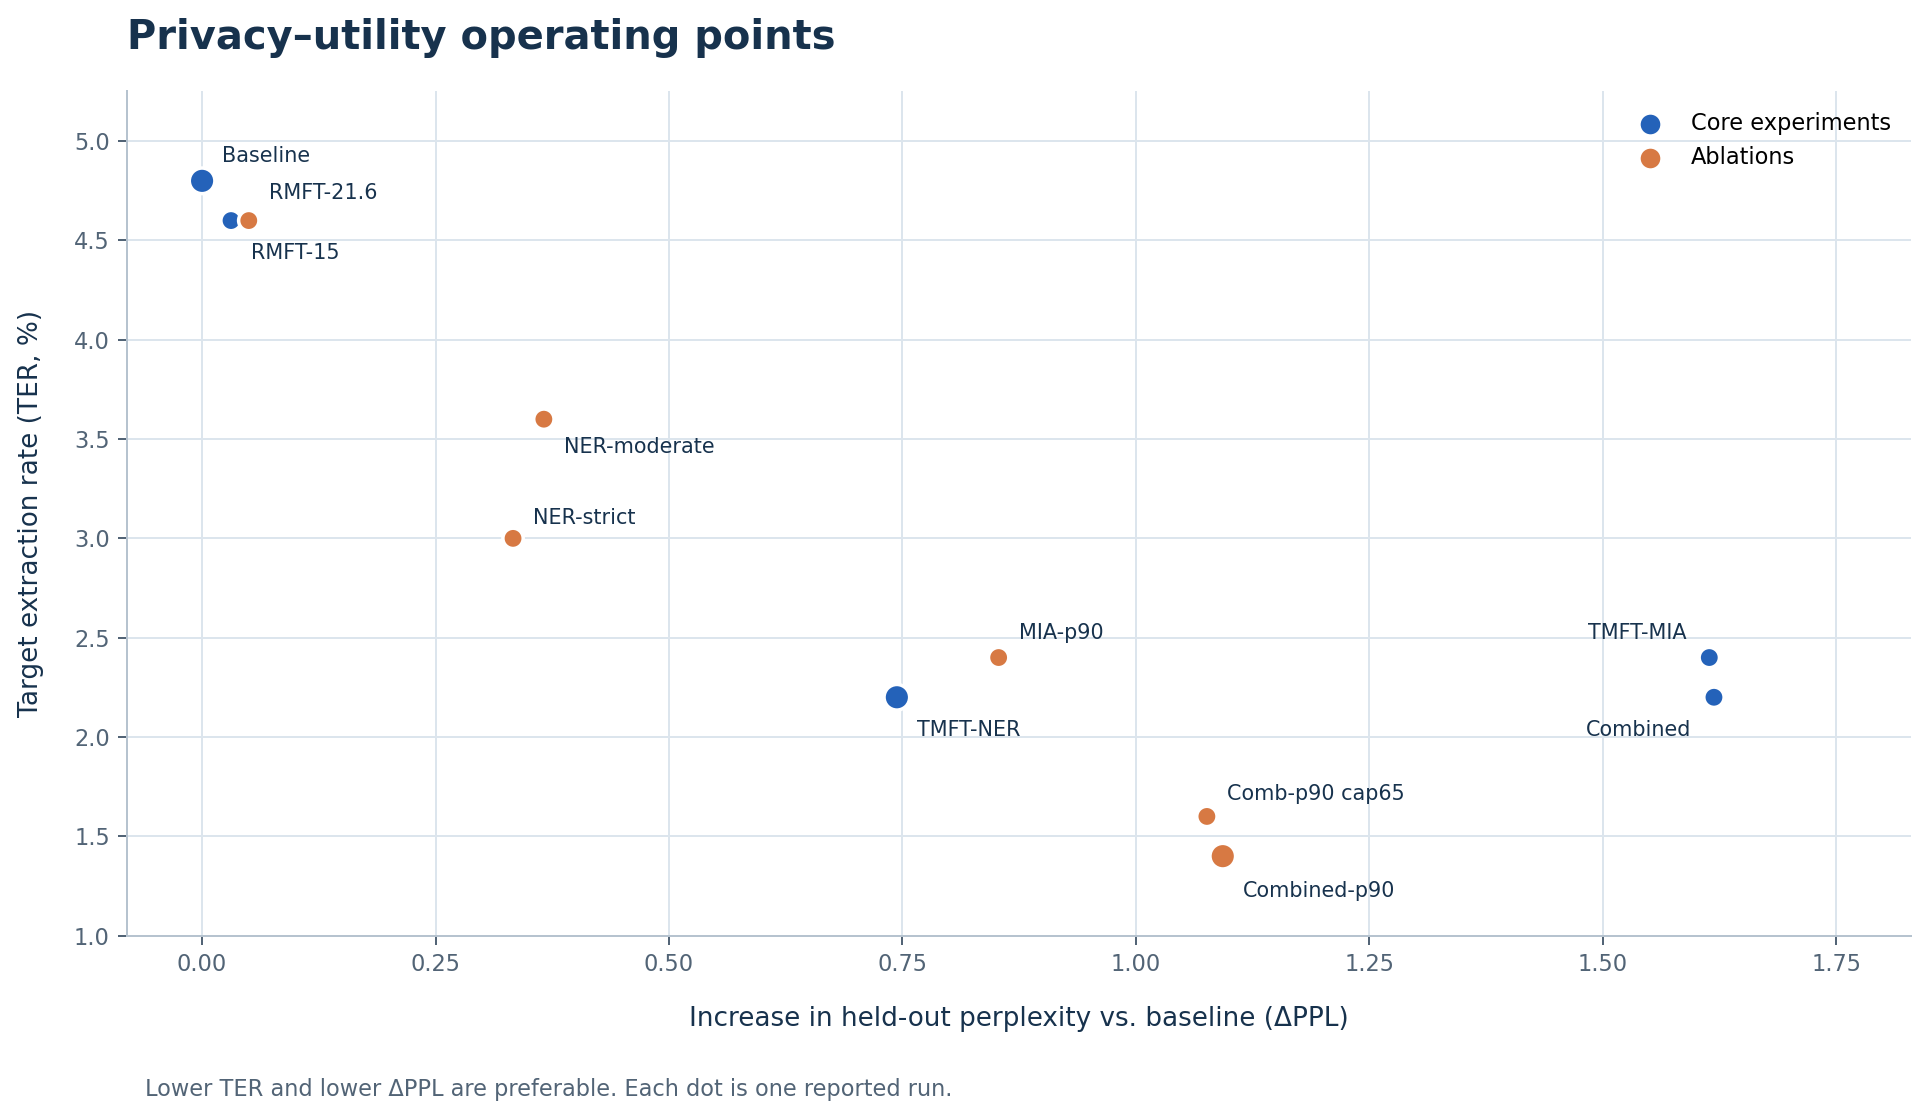 Privacy–utility operating points
Core experiments
Ablations
Target extraction rate (TER, %)
5.0
4.5
4.0
3.5
3.0
2.5
2.0
1.5
1.0
Baseline
RMFT-21.6
RMFT-15
NER-moderate
NER-strict
MIA-p90
TMFT-MIA
TMFT-NER
Combined
Comb-p90 cap65
Combined-p90
0.00
0.25
0.50
0.75
1.00
1.25
1.50
1.75
Increase in held-out perplexity vs. baseline (ΔPPL)
Lower TER and lower ΔPPL are preferable. Each dot is one reported run.